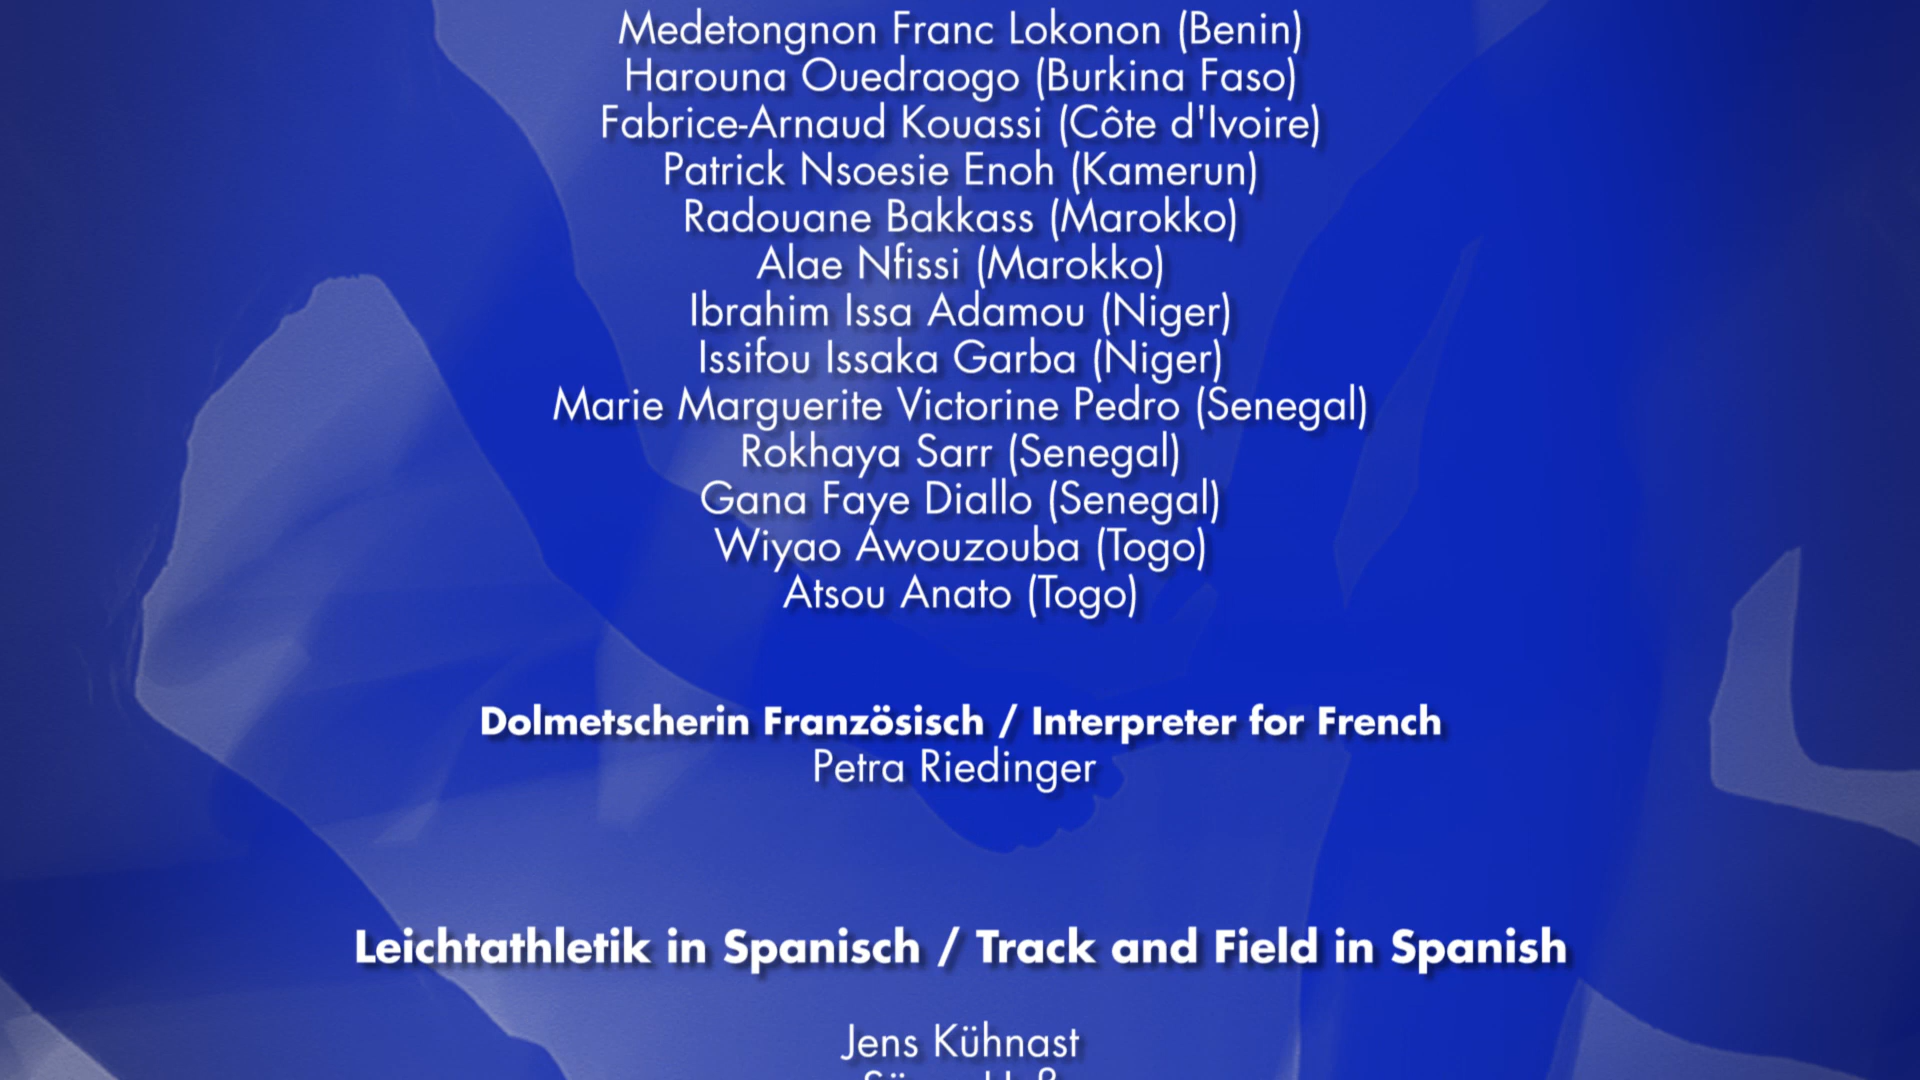 Medetongnon Franc Lokonon (Benin)
Harouna Ouedraogo (Burkina Faso)
Fabrice-Arnaud Kouassi (Côte d'Ivoire)
Patrick Nsoesie Enoh (Kamerun)
Radouane Bakkass (Marokko)
Alae Nfissi (Marokko)
Ibrahim Issa Adamou (Niger)
Issifou Issaka Garba (Niger)
Marie Marguerite Victorine Pedro (Senegal)
Rokhaya Sarr (Senegal)
Gana Faye Diallo (Senegal)
Wiyao Awouzouba (Togo)
Atsou Anato (Togo)
Dolmetscherin Französisch / Interpreter for French
Petra Riedinger
Leichtathletik in Spanisch / Track and Field in Spanish
Jens Kühnast